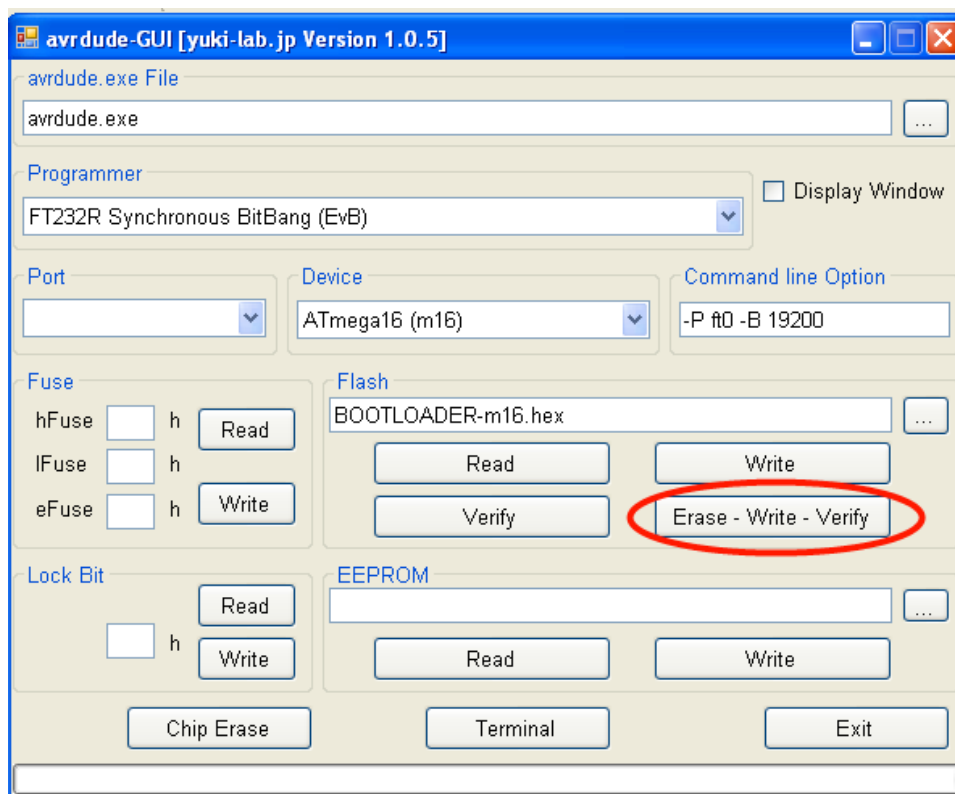 avrdude-GUI [yuki-lab.jp Version 1.0.5]
avrdude.exe File
avrdude.exe
...
Programmer
FT232R Synchronous BitBang (EvB)
Display Window
Port
Device
ATmega16 (m16)
Command line Option
-P ft0 -B 19200
Fuse
hFuse h
Read
lFuse h
eFuse h
Write
Flash
BOOTLOADER-m16.hex
...
Read Write
Verify Erase - Write - Verify
Lock Bit
Read
h
Write
EEPROM
...
Read Write
Chip Erase Terminal Exit